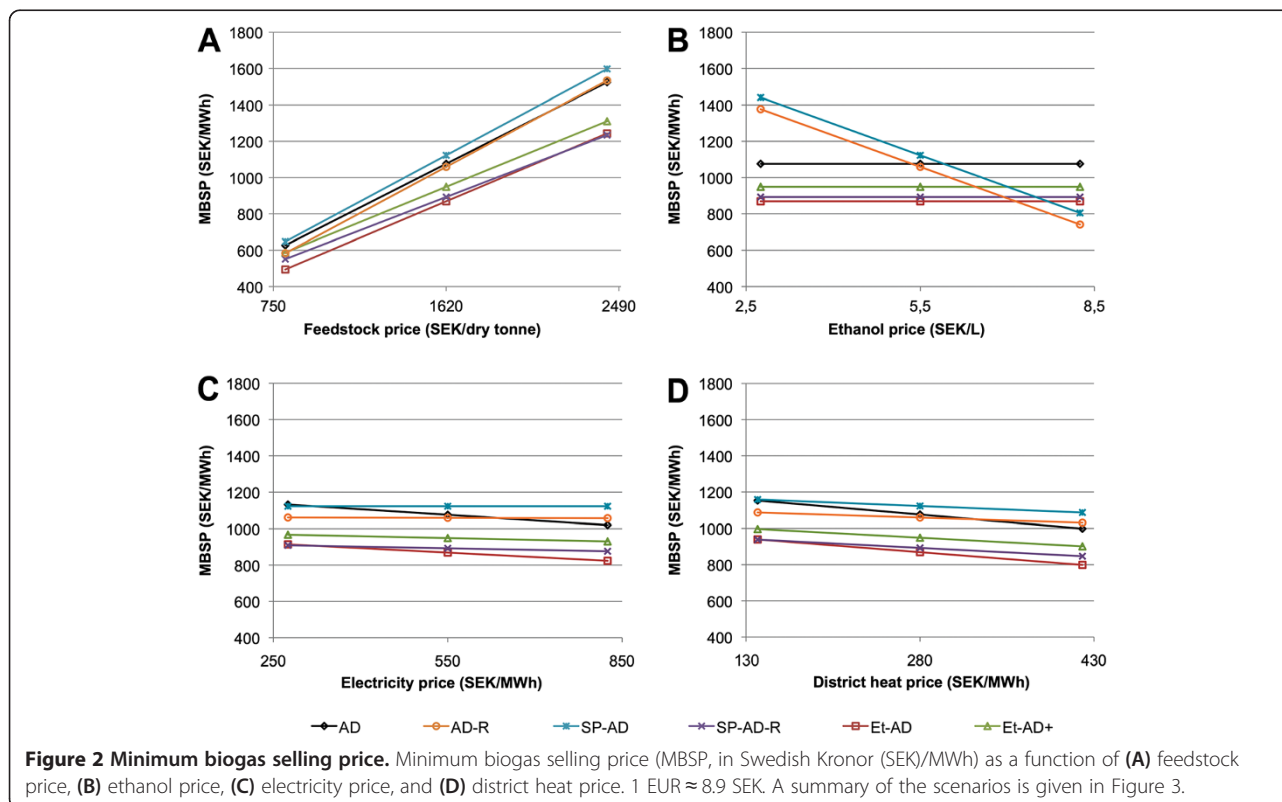 A
MBSP (SEK/MWh)
1800
1600
1400
1200
1000
800
600
400
750 1620 2490
Feedstock price (SEK/dry tonne)
B
MBSP (SEK/MWh)
1800
1600
1400
1200
1000
800
600
400
2,5 5,5 8,5
Ethanol price (SEK/L)
C
MBSP (SEK/MWh)
1800
1600
1400
1200
1000
800
600
400
250 550 850
Electricity price (SEK/MWh)
D
MBSP (SEK/MWh)
1800
1600
1400
1200
1000
800
600
400
130 280 430
District heat price (SEK/MWh)
AD AD-R SP-AD SP-AD-R Et-AD Et-AD+
Figure 2 Minimum biogas selling price. Minimum biogas selling price (MBSP, in Swedish Kronor (SEK)/MWh) as a function of (A) feedstock
price, (B) ethanol price, (C) electricity price, and (D) district heat price. 1 EUR ≈ 8.9 SEK. A summary of the scenarios is given in Figure 3.